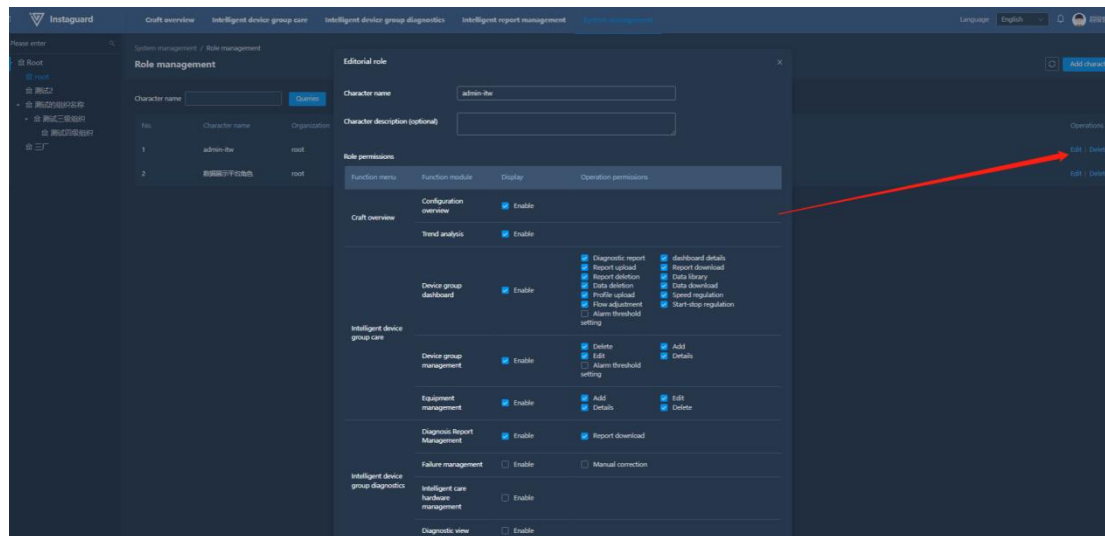 Instaguard
Craft overview
Intelligent device group care
Intelligent device group diagnostics
Intelligent report management
System management
Language
English
Please enter
Root
root
测试2
测试的组织名称
测试三级组织
测试四级组织
三厂
System management / Role management
Role management
Add charact
Character name
Queries
No.
Character name
Organization
Operations
1
admin-itw
root
Edit
Delet
2
数据展示平台角色
root
Edit
Delet
Editorial role
Character name
admin-itw
Character description (optional)
Role permissions
Function menu
Function module
Display
Operation permissions
Craft overview
Configuration
overview
Enable
Trend analysis
Enable
Intelligent device
group care
Device group
dashboard
Enable
Diagnostic report
dashboard details
Report upload
Report download
Report deletion
Data library
Data deletion
Data download
Profile upload
Speed regulation
Flow adjustment
Start-stop regulation
Alarm threshold
setting
Device group
management
Enable
Delete
Add
Edit
Details
Alarm threshold
setting
Equipment
management
Enable
Add
Edit
Details
Delete
Intelligent device
group diagnostics
Diagnosis Report
Management
Enable
Report download
Failure management
Enable
Manual correction
Intelligent care
hardware
management
Enable
Diagnostic view
Enable